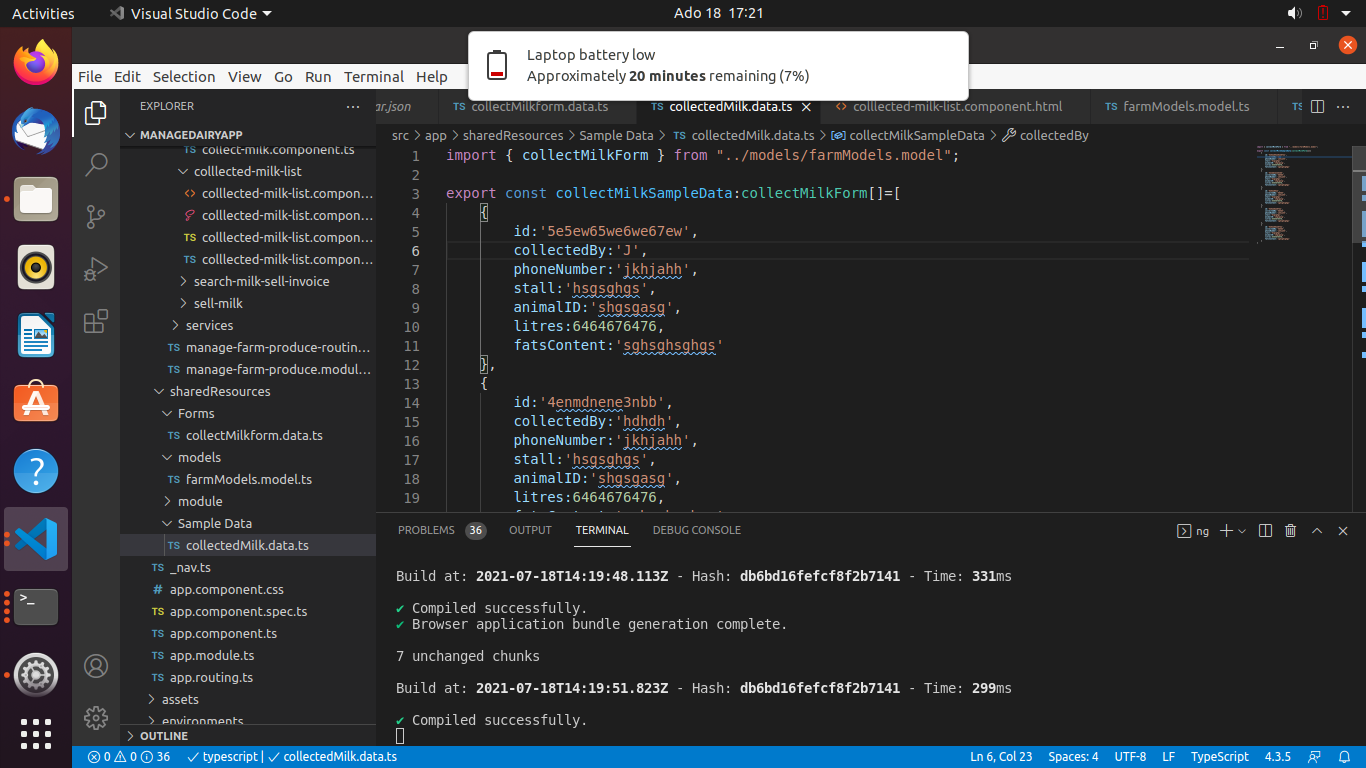 Activities
Visual Studio Code
Ado 18 17:21
Laptop battery low
Approximately 20 minutes remaining (7%)
File Edit Selection View Go Run Terminal Help
EXPLORER
ar.json
TS collectMilkform.data.ts
TS collectedMilk.data.ts
<> colllected-milk-list.component.html
TS farmModels.model.ts
TS
MANAGEDAIRYAPP
src > app > sharedResources > Sample Data > TS collectedMilk.data.ts > collectMilkSampleData > collectedBy
collect-milk.component.ts
colllected-milk-list
<> colllected-milk-list.compon...
colllected-milk-list.compon...
TS colllected-milk-list.compon...
TS colllected-milk-list.compon...
search-milk-sell-invoice
sell-milk
services
TS manage-farm-produce-routin...
TS manage-farm-produce.modul...
sharedResources
Forms
TS collectMilkform.data.ts
models
TS farmModels.model.ts
module
Sample Data
TS collectedMilk.data.ts
TS _nav.ts
# app.component.css
TS app.component.spec.ts
TS app.component.ts
TS app.module.ts
TS app.routing.ts
assets
environments
OUTLINE
1 import { collectMilkForm } from "../models/farmModels.model";
2
3 export const collectMilkSampleData:collectMilkForm[]=[
4 {
5 id:'5e5ew65we6we67ew',
6 collectedBy:'J',
7 phoneNumber:'jkhjahh',
8 stall:'hsgsghgs',
9 animalID:'shgsgasg',
10 litres:6464676476,
11 fatsContent:'sghsghsghgs'
12 },
13 {
14 id:'4enmdnene3nbb',
15 collectedBy:'hdhdh',
16 phoneNumber:'jkhjahh',
17 stall:'hsgsghgs',
18 animalID:'shgsgasg',
19 litres:6464676476,
PROBLEMS 36 OUTPUT TERMINAL DEBUG CONSOLE
ng
Build at: 2021-07-18T14:19:48.113Z - Hash: db6bd16fefcf8f2b7141 - Time: 331ms
✔ Compiled successfully.
✔ Browser application bundle generation complete.
7 unchanged chunks
Build at: 2021-07-18T14:19:51.823Z - Hash: db6bd16fefcf8f2b7141 - Time: 299ms
✔ Compiled successfully.
0 0 36 ✓ typescript | ✓ collectedMilk.data.ts
Ln 6, Col 23 Spaces: 4 UTF-8 LF TypeScript 4.3.5